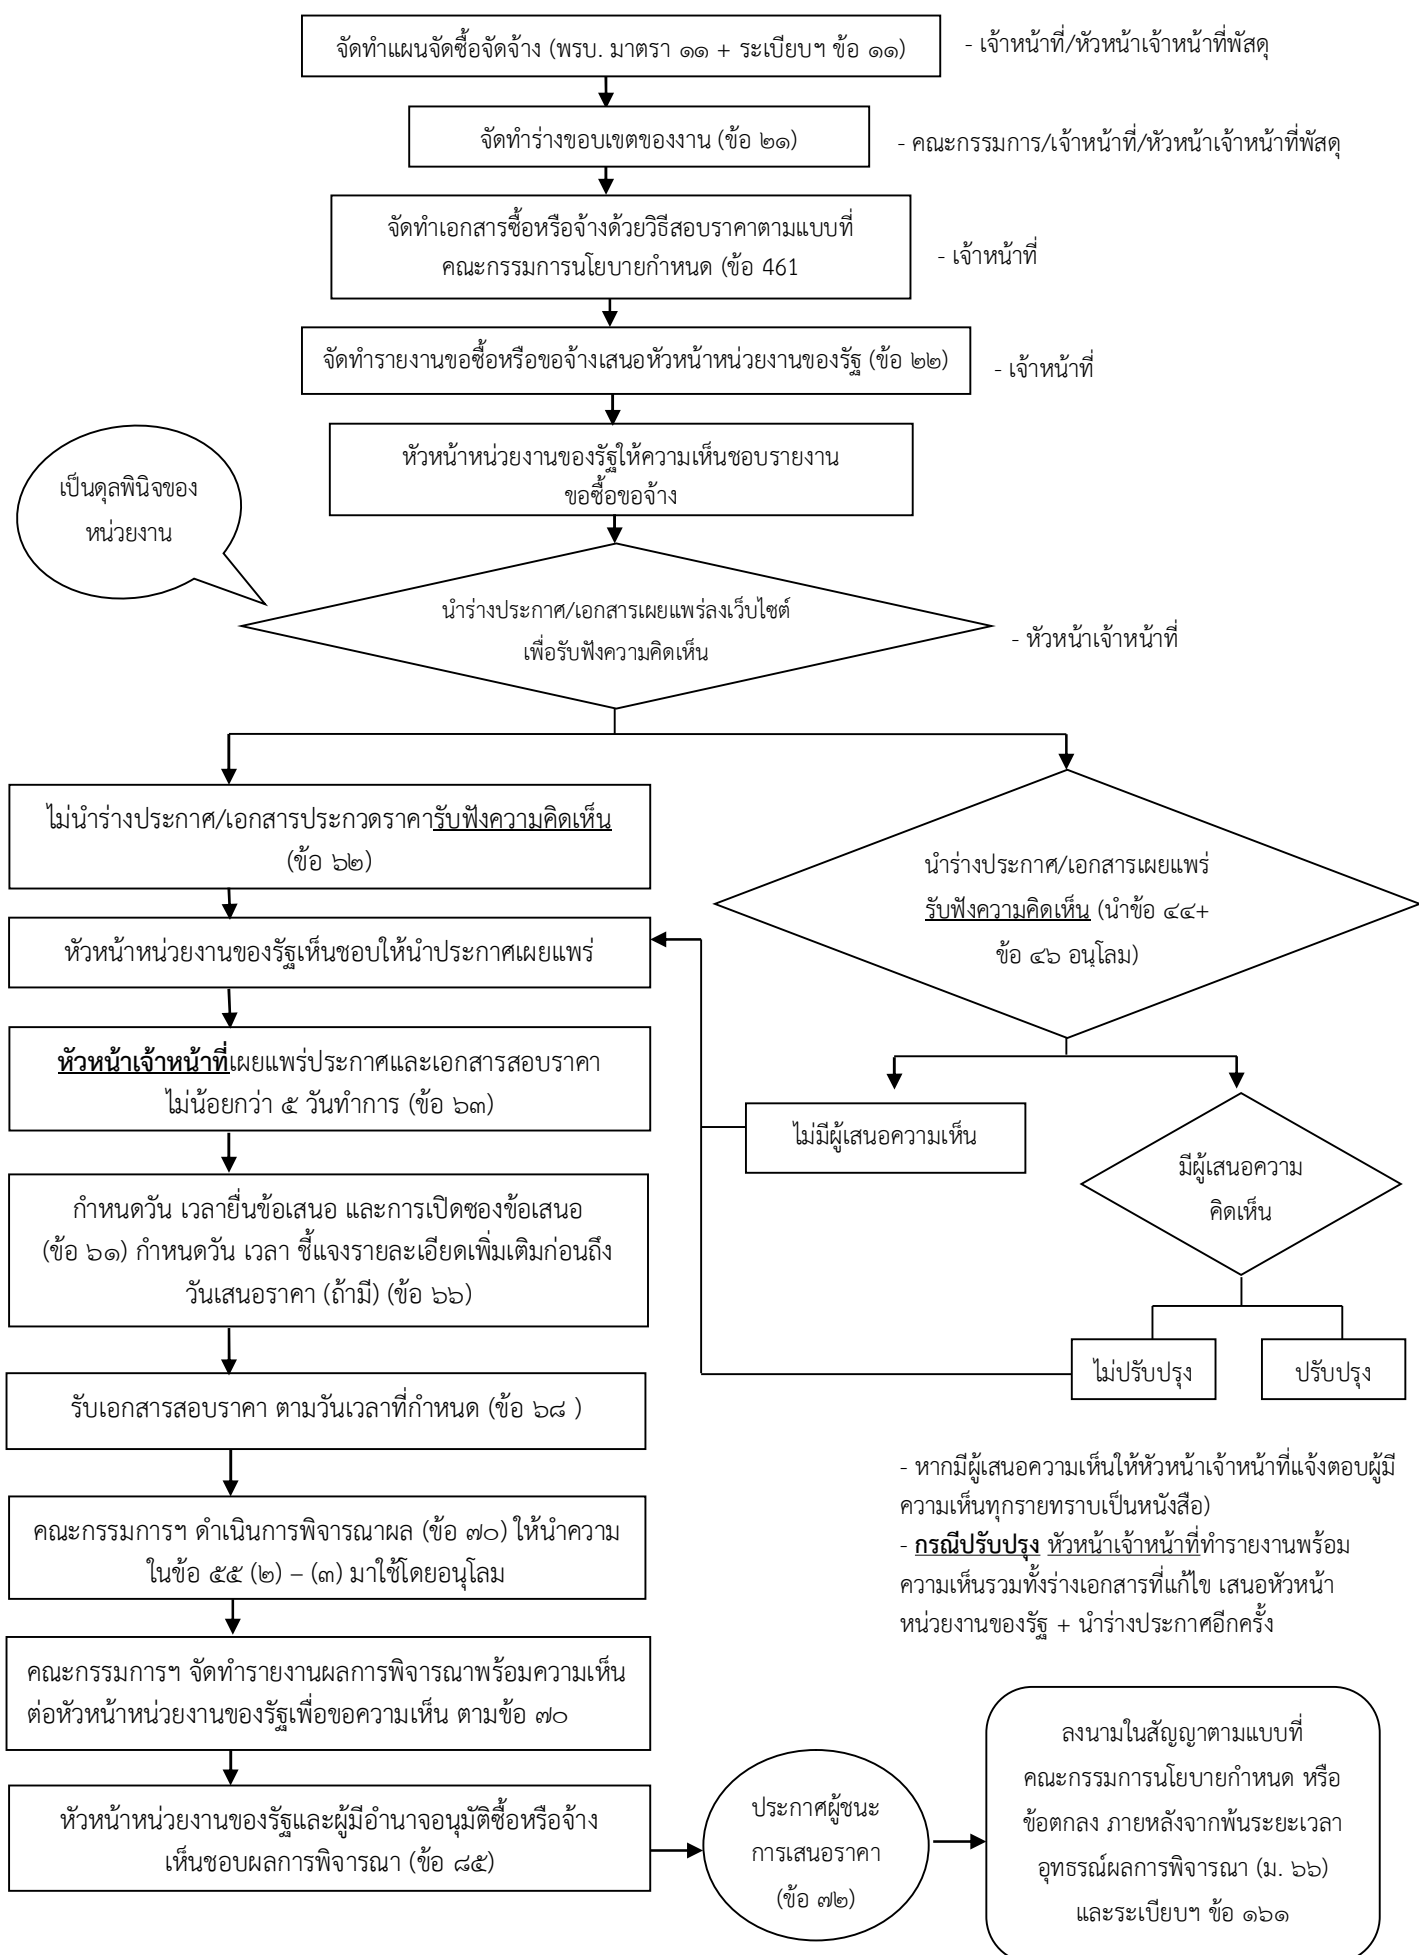 จัดทำแผนจัดซื้อจัดจ้าง (พรบ. มาตรา ๑๑ + ระเบียบฯ ข้อ ๑๑)
- เจ้าหน้าที่/หัวหน้าเจ้าหน้าที่พัสดุ
จัดทำร่างขอบเขตของงาน (ข้อ ๒๑)
- คณะกรรมการ/เจ้าหน้าที่/หัวหน้าเจ้าหน้าที่พัสดุ
จัดทำเอกสารซื้อหรือจ้างด้วยวิธีสอบราคาตามแบบที่
คณะกรรมการนโยบายกำหนด (ข้อ 461
- เจ้าหน้าที่
จัดทำรายงานขอซื้อหรือขอจ้างเสนอหัวหน้าหน่วยงานของรัฐ (ข้อ ๒๒)
- เจ้าหน้าที่
หัวหน้าหน่วยงานของรัฐให้ความเห็นชอบรายงาน
ขอซื้อขอจ้าง
เป็นดุลพินิจของ
หน่วยงาน
นำร่างประกาศ/เอกสารเผยแพร่ลงเว็บไซต์
เพื่อรับฟังความคิดเห็น
- หัวหน้าเจ้าหน้าที่
ไม่นำร่างประกาศ/เอกสารประกวดราคารับฟังความคิดเห็น
(ข้อ ๖๒)
หัวหน้าหน่วยงานของรัฐเห็นชอบให้นำประกาศเผยแพร่
หัวหน้าเจ้าหน้าที่เผยแพร่ประกาศและเอกสารสอบราคา
ไม่น้อยกว่า ๕ วันทำการ (ข้อ ๖๓)
กำหนดวัน เวลายื่นข้อเสนอ และการเปิดซองข้อเสนอ
(ข้อ ๖๑) กำหนดวัน เวลา ชี้แจงรายละเอียดเพิ่มเติมก่อนถึง
วันเสนอราคา (ถ้ามี) (ข้อ ๖๖)
รับเอกสารสอบราคา ตามวันเวลาที่กำหนด (ข้อ ๖๘ )
คณะกรรมการฯ ดำเนินการพิจารณาผล (ข้อ ๗๐) ให้นำความ
ในข้อ ๕๕ (๒) – (๓) มาใช้โดยอนุโลม
คณะกรรมการฯ จัดทำรายงานผลการพิจารณาพร้อมความเห็น
ต่อหัวหน้าหน่วยงานของรัฐเพื่อขอความเห็น ตามข้อ ๗๐
หัวหน้าหน่วยงานของรัฐและผู้มีอำนาจอนุมัติซื้อหรือจ้าง
เห็นชอบผลการพิจารณา (ข้อ ๘๕)
นำร่างประกาศ/เอกสารเผยแพร่
รับฟังความคิดเห็น (นำข้อ ๔๔+
ข้อ ๔๖ อนุโลม)
ไม่มีผู้เสนอความเห็น
มีผู้เสนอความ
คิดเห็น
ไม่ปรับปรุง
ปรับปรุง
- หากมีผู้เสนอความเห็นให้หัวหน้าเจ้าหน้าที่แจ้งตอบผู้มี
ความเห็นทุกรายทราบเป็นหนังสือ)
- กรณีปรับปรุง หัวหน้าเจ้าหน้าที่ทำรายงานพร้อม
ความเห็นรวมทั้งร่างเอกสารที่แก้ไข เสนอหัวหน้า
หน่วยงานของรัฐ + นำร่างประกาศอีกครั้ง
ประกาศผู้ชนะ
การเสนอราคา
(ข้อ ๗๒)
ลงนามในสัญญาตามแบบที่
คณะกรรมการนโยบายกำหนด หรือ
ข้อตกลง ภายหลังจากพ้นระยะเวลา
อุทธรณ์ผลการพิจารณา (ม. ๖๖)
และระเบียบฯ ข้อ ๑๖๑